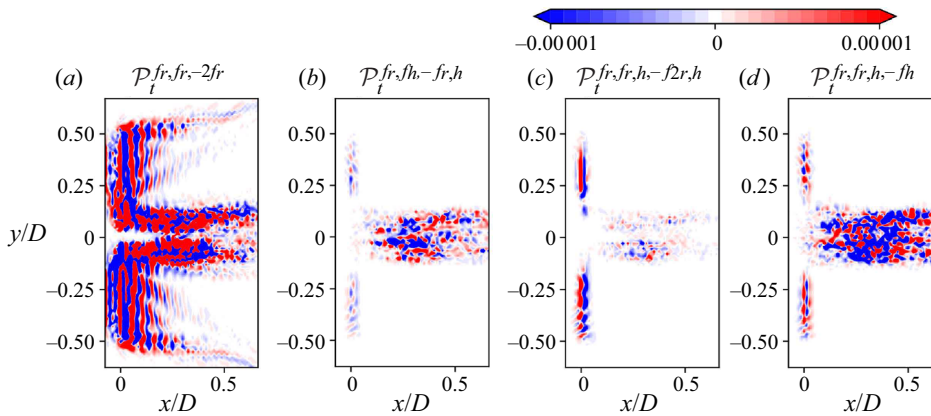 −0.00001 0 0.00001
(a) 𝒫_t^{fr,fr,−2fr} (b) 𝒫_t^{fr,fh,−fr,h} (c) 𝒫_t^{fr,fr,h,−f2r,h} (d) 𝒫_t^{fr,fr,h,−fh}
0.50 0.50 0.50 0.50
0.25 0.25 0.25 0.25
y/D 0 0 0 0
−0.25 −0.25 −0.25 −0.25
−0.50 −0.50 −0.50 −0.50
0 0.5 0 0.5 0 0.5 0 0.5
x/D x/D x/D x/D